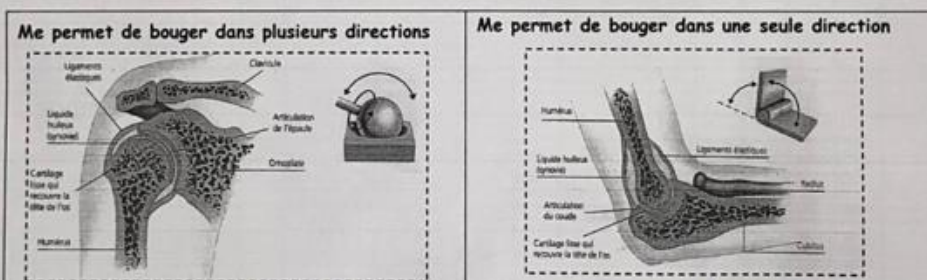 Me permet de bouger dans plusieurs directions
Ligaments
élastiques
Clavicule
Liquide
huileux
(synovie)
Articulation
de l'épaule
Omoplate
Cartilage
lisse qui
recouvre la
tête de l'os
Humérus
Me permet de bouger dans une seule direction
Humérus
Ligaments élastiques
Liquide huileux
(synovie)
Radius
Articulation
du coude
Cartilage lisse qui
recouvre la tête de l'os
Cubitus